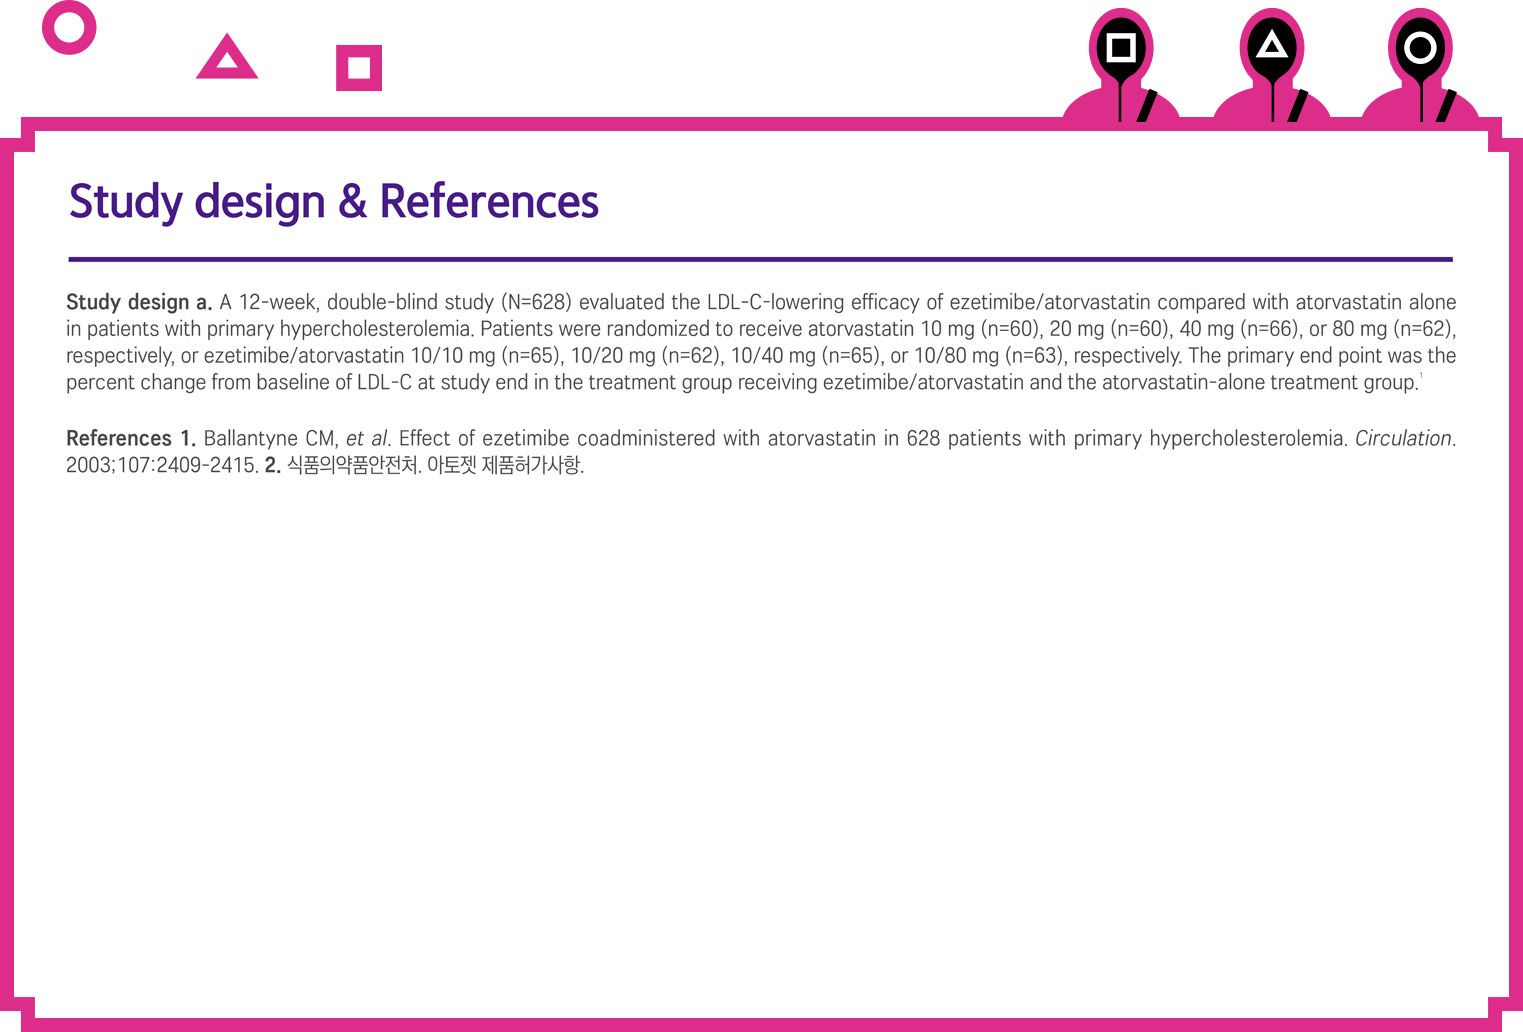 Study design & References
Study design a. A 12-week, double-blind study (N=628) evaluated the LDL-C-lowering efficacy of ezetimibe/atorvastatin compared with atorvastatin alone
in patients with primary hypercholesterolemia. Patients were randomized to receive atorvastatin 10 mg (n=60), 20 mg (n=60), 40 mg (n=66), or 80 mg (n=62),
respectively, or ezetimibe/atorvastatin 10/10 mg (n=65), 10/20 mg (n=62), 10/40 mg (n=65), or 10/80 mg (n=63), respectively. The primary end point was the
percent change from baseline of LDL-C at study end in the treatment group receiving ezetimibe/atorvastatin and the atorvastatin-alone treatment group.¹
References 1. Ballantyne CM, et al. Effect of ezetimibe coadministered with atorvastatin in 628 patients with primary hypercholesterolemia. Circulation.
2003;107:2409-2415. 2. 식품의약품안전처. 아토젯 제품허가사항.